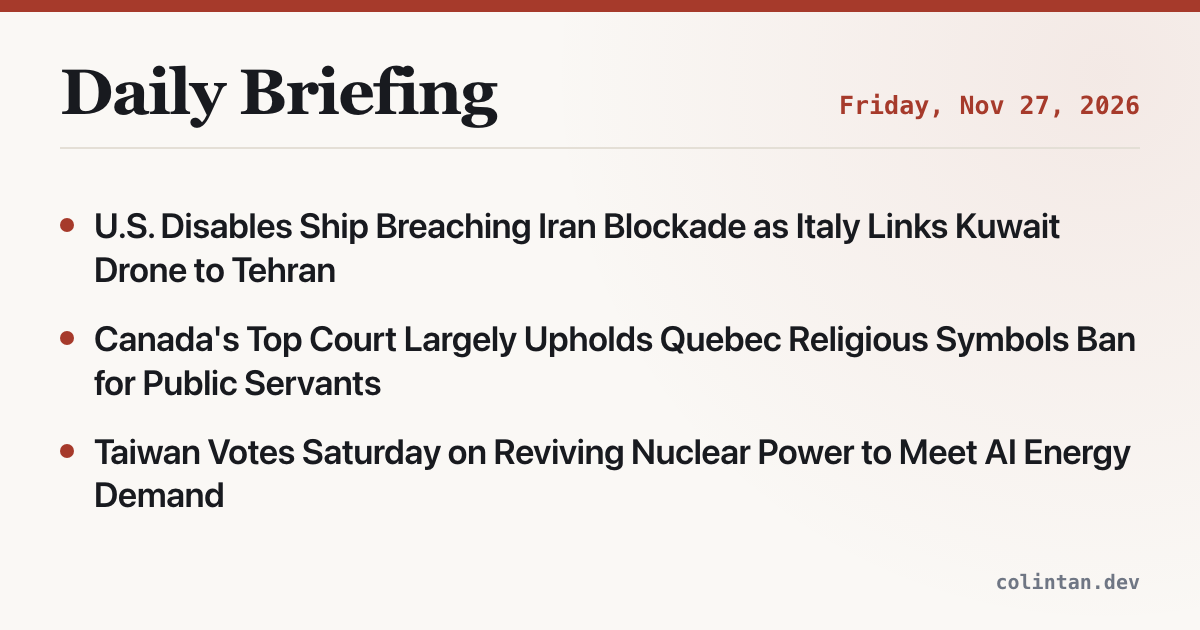 Daily Briefing
Friday, Nov 27, 2026
U.S. Disables Ship Breaching Iran Blockade as Italy Links Kuwait
Drone to Tehran
Canada's Top Court Largely Upholds Quebec Religious Symbols Ban
for Public Servants
Taiwan Votes Saturday on Reviving Nuclear Power to Meet AI Energy
Demand
colintan.dev